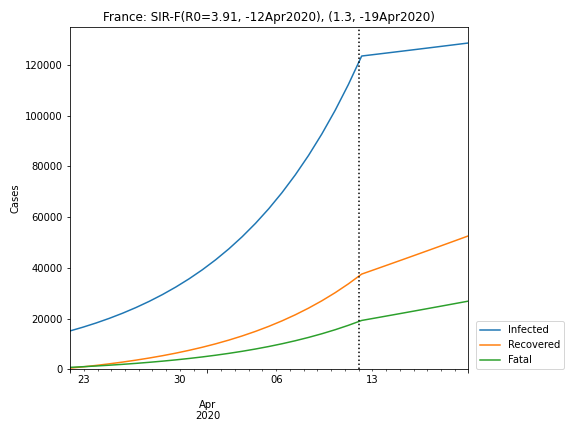 France: SIR-F(R0=3.91, -12Apr2020), (1.3, -19Apr2020)
120000
100000
80000
60000
40000
20000
0
Cases
23
30
06
13
Apr
2020
Infected
Recovered
Fatal